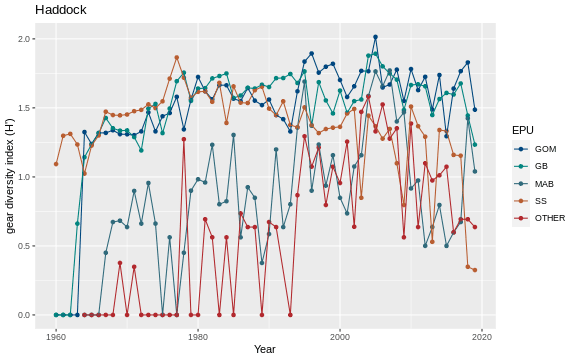 Haddock
gear diversity index (H')
2.0
1.5
1.0
0.5
0.0
1960
1980
2000
2020
Year
EPU
GOM
GB
MAB
SS
OTHER